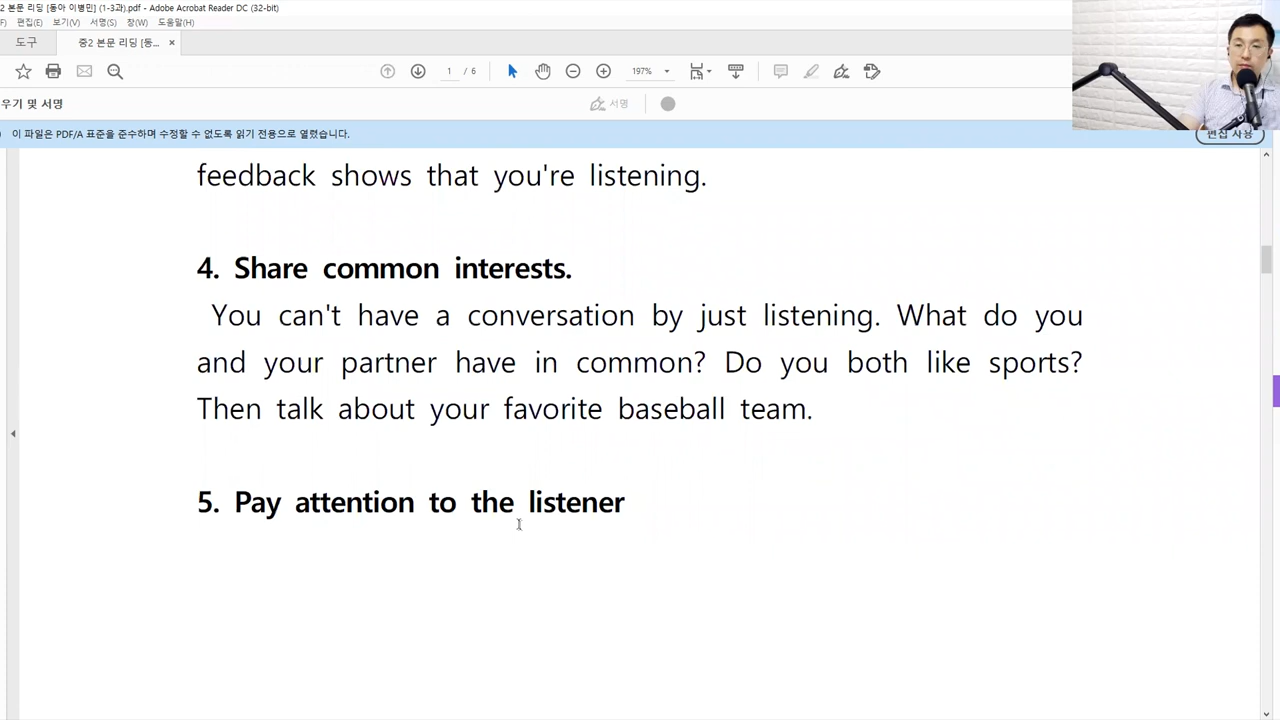 2 본문 리딩 [동아 이병민] (1-3과).pdf - Adobe Acrobat Reader DC (32-bit)
F) 편집(E) 보기(V) 서명(S) 창(W) 도움말(H)
도구 중2 본문 리딩 [동... ×
1 / 6 197%
우기 및 서명 서명
이 파일은 PDF/A 표준을 준수하며 수정할 수 없도록 읽기 전용으로 열렸습니다. 편집 사용
feedback shows that you're listening.
4. Share common interests.
You can't have a conversation by just listening. What do you
and your partner have in common? Do you both like sports?
Then talk about your favorite baseball team.
5. Pay attention to the listener